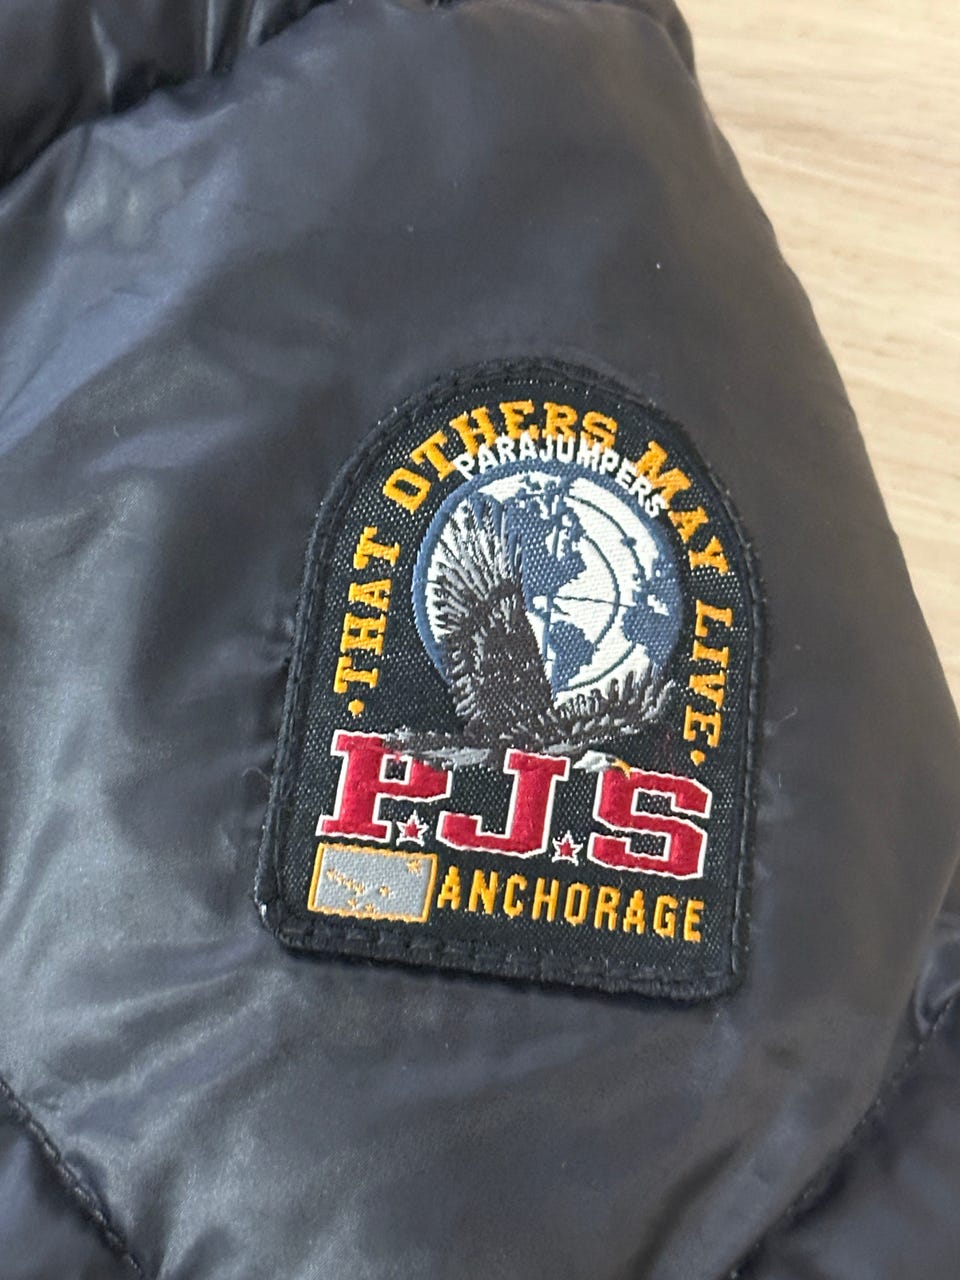 ·THAT OTHERS MAY LIVE·
PARAJUMPERS
P.J.S
ANCHORAGE